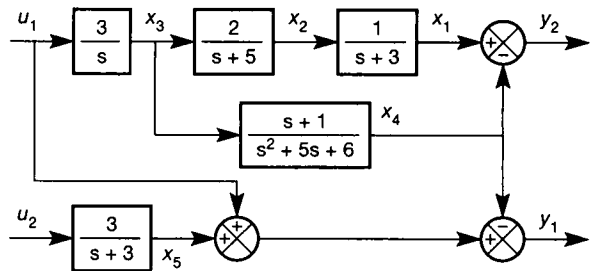 u₁ 3 x₃ 2 x₂ 1 x₁ y₂
s s + 5 s + 3 + −
s + 1 x₄
s² + 5s + 6
u₂ 3 + − y₁
s + 3 x₅ + +